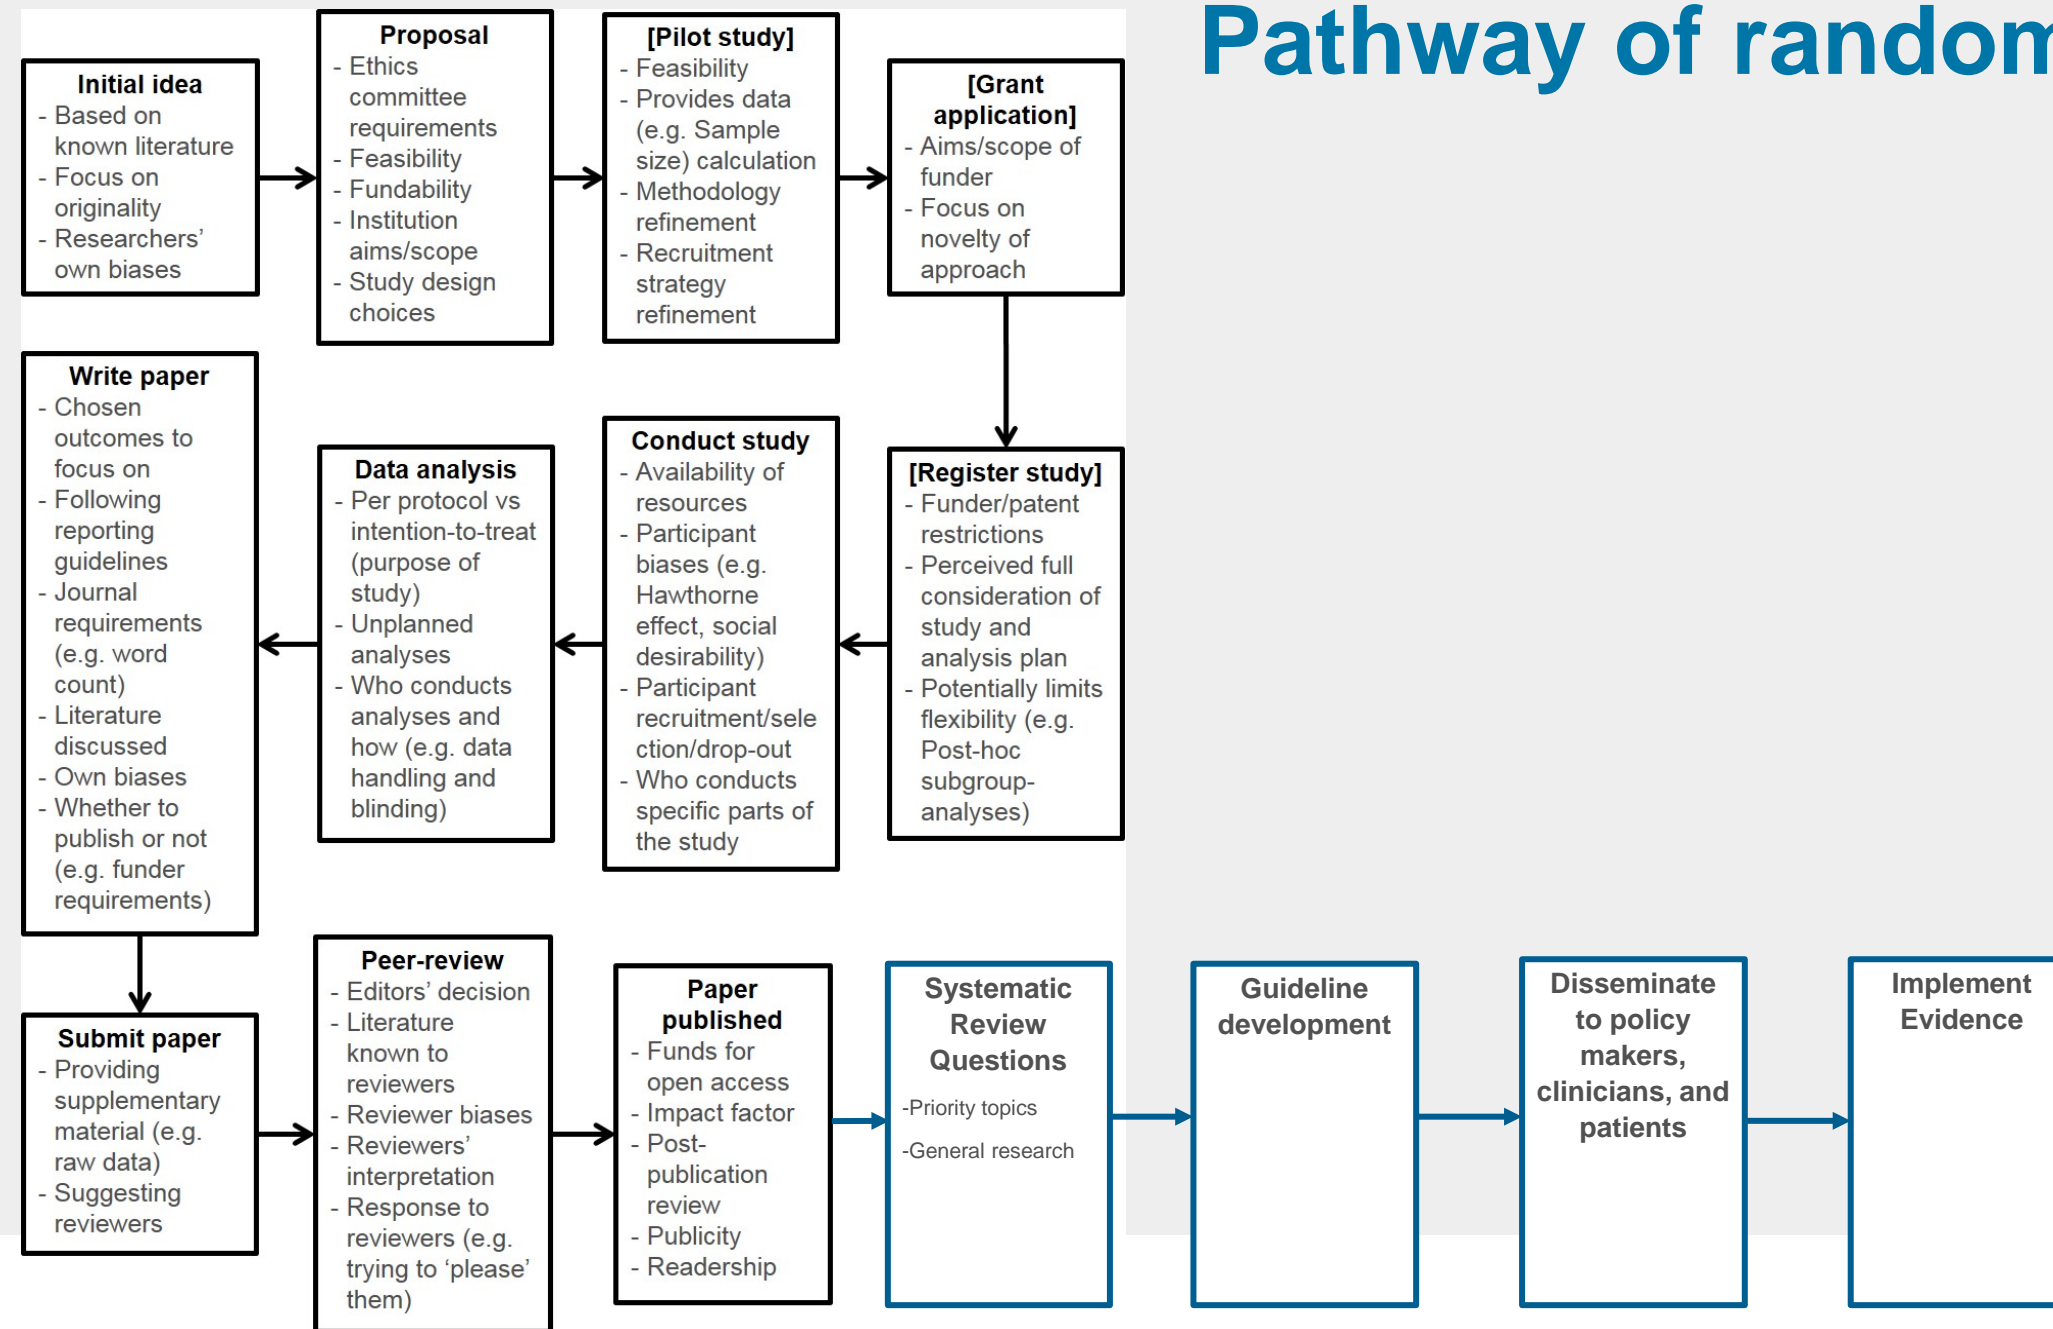 Pathway of random
Initial idea
- Based on
known literature
- Focus on
originality
- Researchers'
own biases
Proposal
- Ethics
committee
requirements
- Feasibility
- Fundability
- Institution
aims/scope
- Study design
choices
[Pilot study]
- Feasibility
- Provides data
(e.g. Sample
size) calculation
- Methodology
refinement
- Recruitment
strategy
refinement
[Grant
application]
- Aims/scope of
funder
- Focus on
novelty of
approach
[Register study]
- Funder/patent
restrictions
- Perceived full
consideration of
study and
analysis plan
- Potentially limits
flexibility (e.g.
Post-hoc
subgroup-
analyses)
Conduct study
- Availability of
resources
- Participant
biases (e.g.
Hawthorne
effect, social
desirability)
- Participant
recruitment/sele
ction/drop-out
- Who conducts
specific parts of
the study
Data analysis
- Per protocol vs
intention-to-treat
(purpose of
study)
- Unplanned
analyses
- Who conducts
analyses and
how (e.g. data
handling and
blinding)
Write paper
- Chosen
outcomes to
focus on
- Following
reporting
guidelines
- Journal
requirements
(e.g. word
count)
- Literature
discussed
- Own biases
- Whether to
publish or not
(e.g. funder
requirements)
Submit paper
- Providing
supplementary
material (e.g.
raw data)
- Suggesting
reviewers
Peer-review
- Editors' decision
- Literature
known to
reviewers
- Reviewer biases
- Reviewers'
interpretation
- Response to
reviewers (e.g.
trying to 'please'
them)
Paper
published
- Funds for
open access
- Impact factor
- Post-
publication
review
- Publicity
- Readership
Systematic
Review
Questions
-Priority topics
-General research
Guideline
development
Disseminate
to policy
makers,
clinicians, and
patients
Implement
Evidence